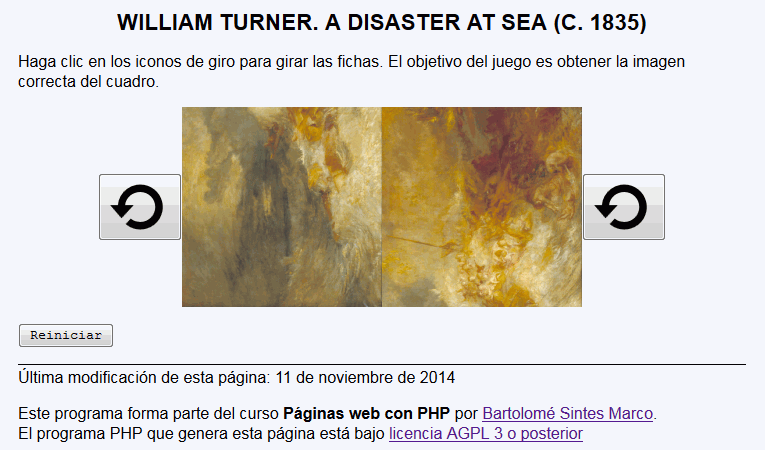 WILLIAM TURNER. A DISASTER AT SEA (C. 1835)
Haga clic en los iconos de giro para girar las fichas. El objetivo del juego es obtener la imagen
correcta del cuadro.
Reiniciar
Última modificación de esta página: 11 de noviembre de 2014
Este programa forma parte del curso Páginas web con PHP por Bartolomé Sintes Marco.
El programa PHP que genera esta página está bajo licencia AGPL 3 o posterior